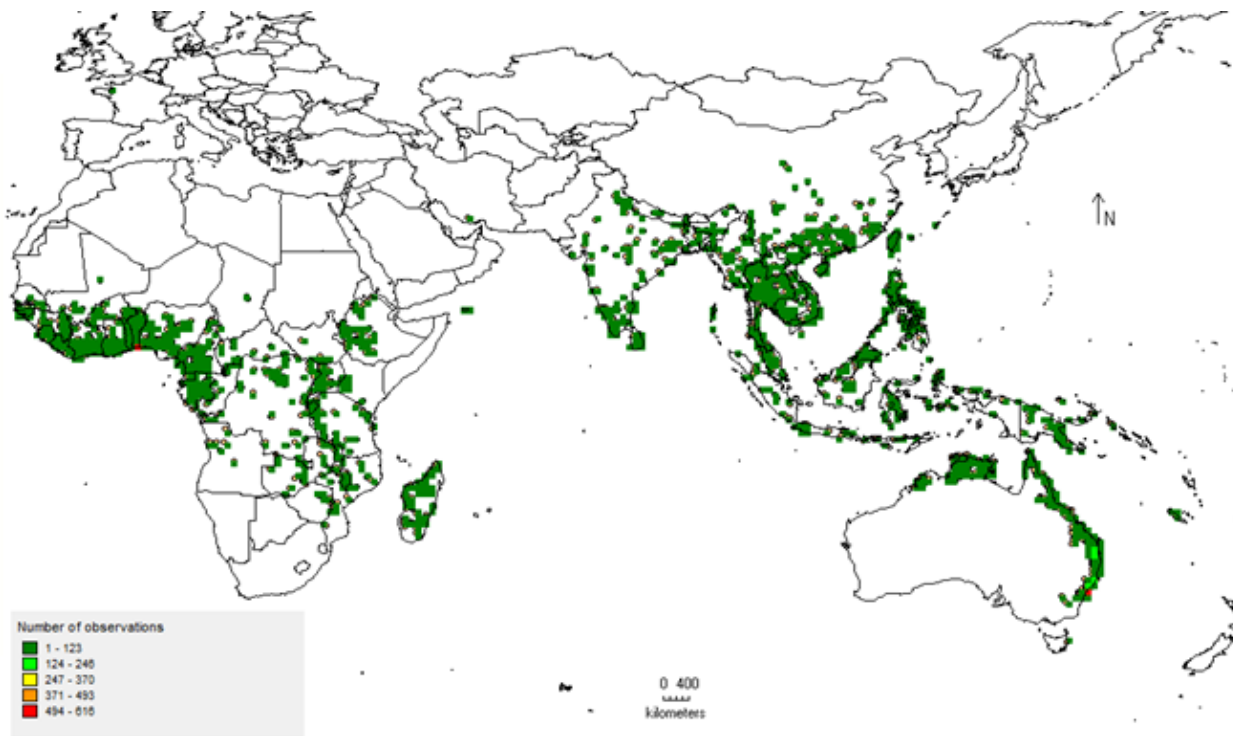 N
Number of observations
1 - 123
124 - 246
247 - 370
371 - 493
494 - 616
0 400
kilometers